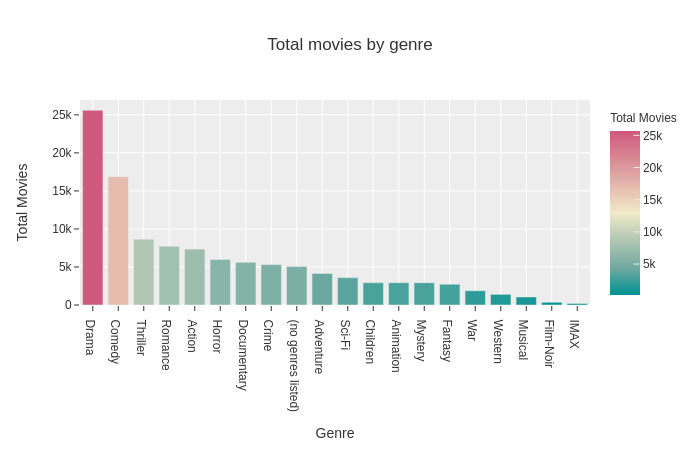 Total movies by genre
Total Movies
25k
20k
15k
10k
5k
0
Drama
Comedy
Thriller
Romance
Action
Horror
Documentary
Crime
(no genres listed)
Adventure
Sci-Fi
Children
Animation
Mystery
Fantasy
War
Western
Musical
Film-Noir
IMAX
Genre
Total Movies
25k
20k
15k
10k
5k